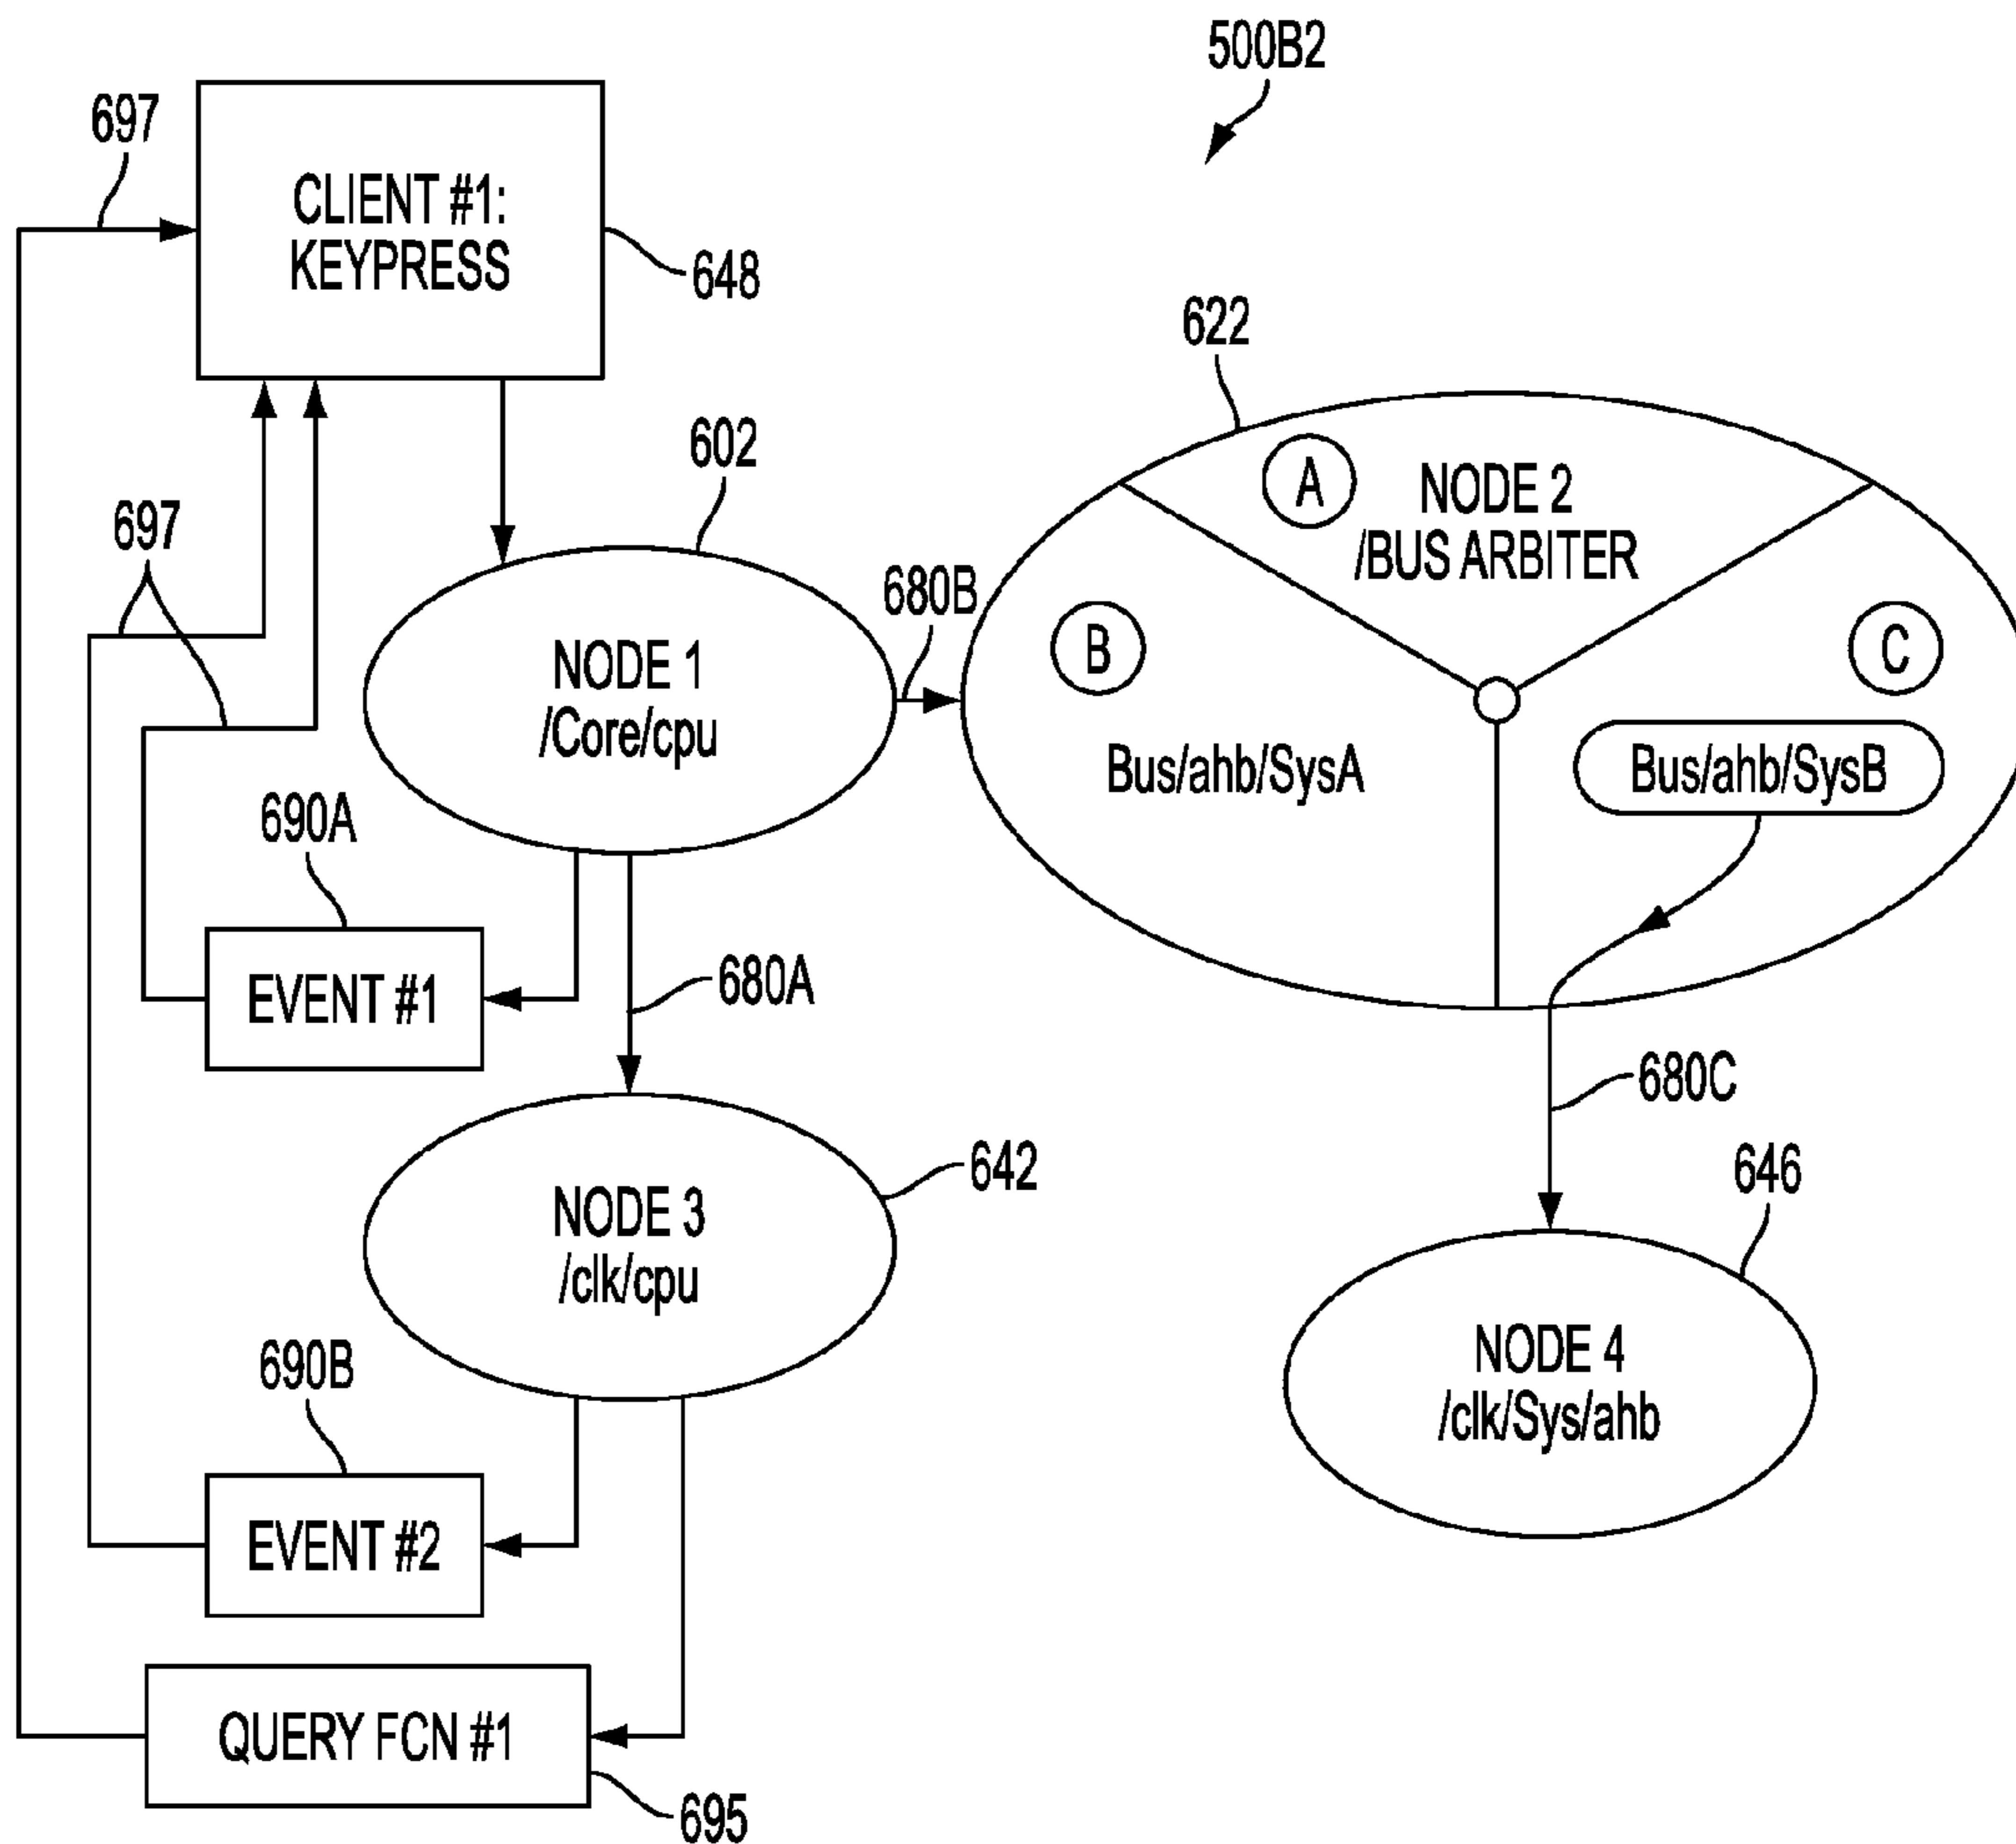 500B2
697
CLIENT #1:
KEYPRESS
648
622
602
A
NODE 2
/BUS ARBITER
697
680B
B
C
NODE 1
/Core/cpu
Bus/ahb/SysA
Bus/ahb/SysB
690A
EVENT #1
680A
680C
NODE 3
/clk/cpu
642
646
690B
NODE 4
/clk/Sys/ahb
EVENT #2
QUERY FCN #1
695